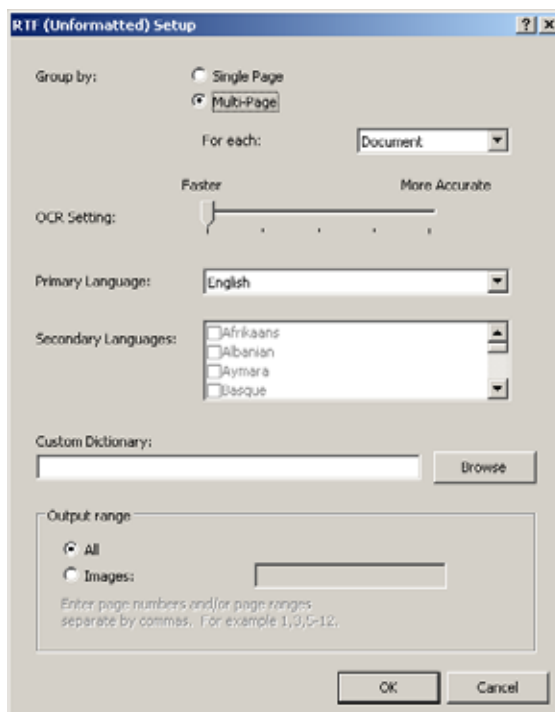 RTF (Unformatted) Setup
Group by:
Single Page
Multi-Page
For each:
Document
Faster
More Accurate
OCR Setting:
Primary Language:
English
Secondary Languages:
Afrikaans
Albanian
Aymara
Basque
Custom Dictionary:
Browse
Output range
All
Images:
Enter page numbers and/or page ranges
separate by commas. For example 1,3,5-12.
OK
Cancel